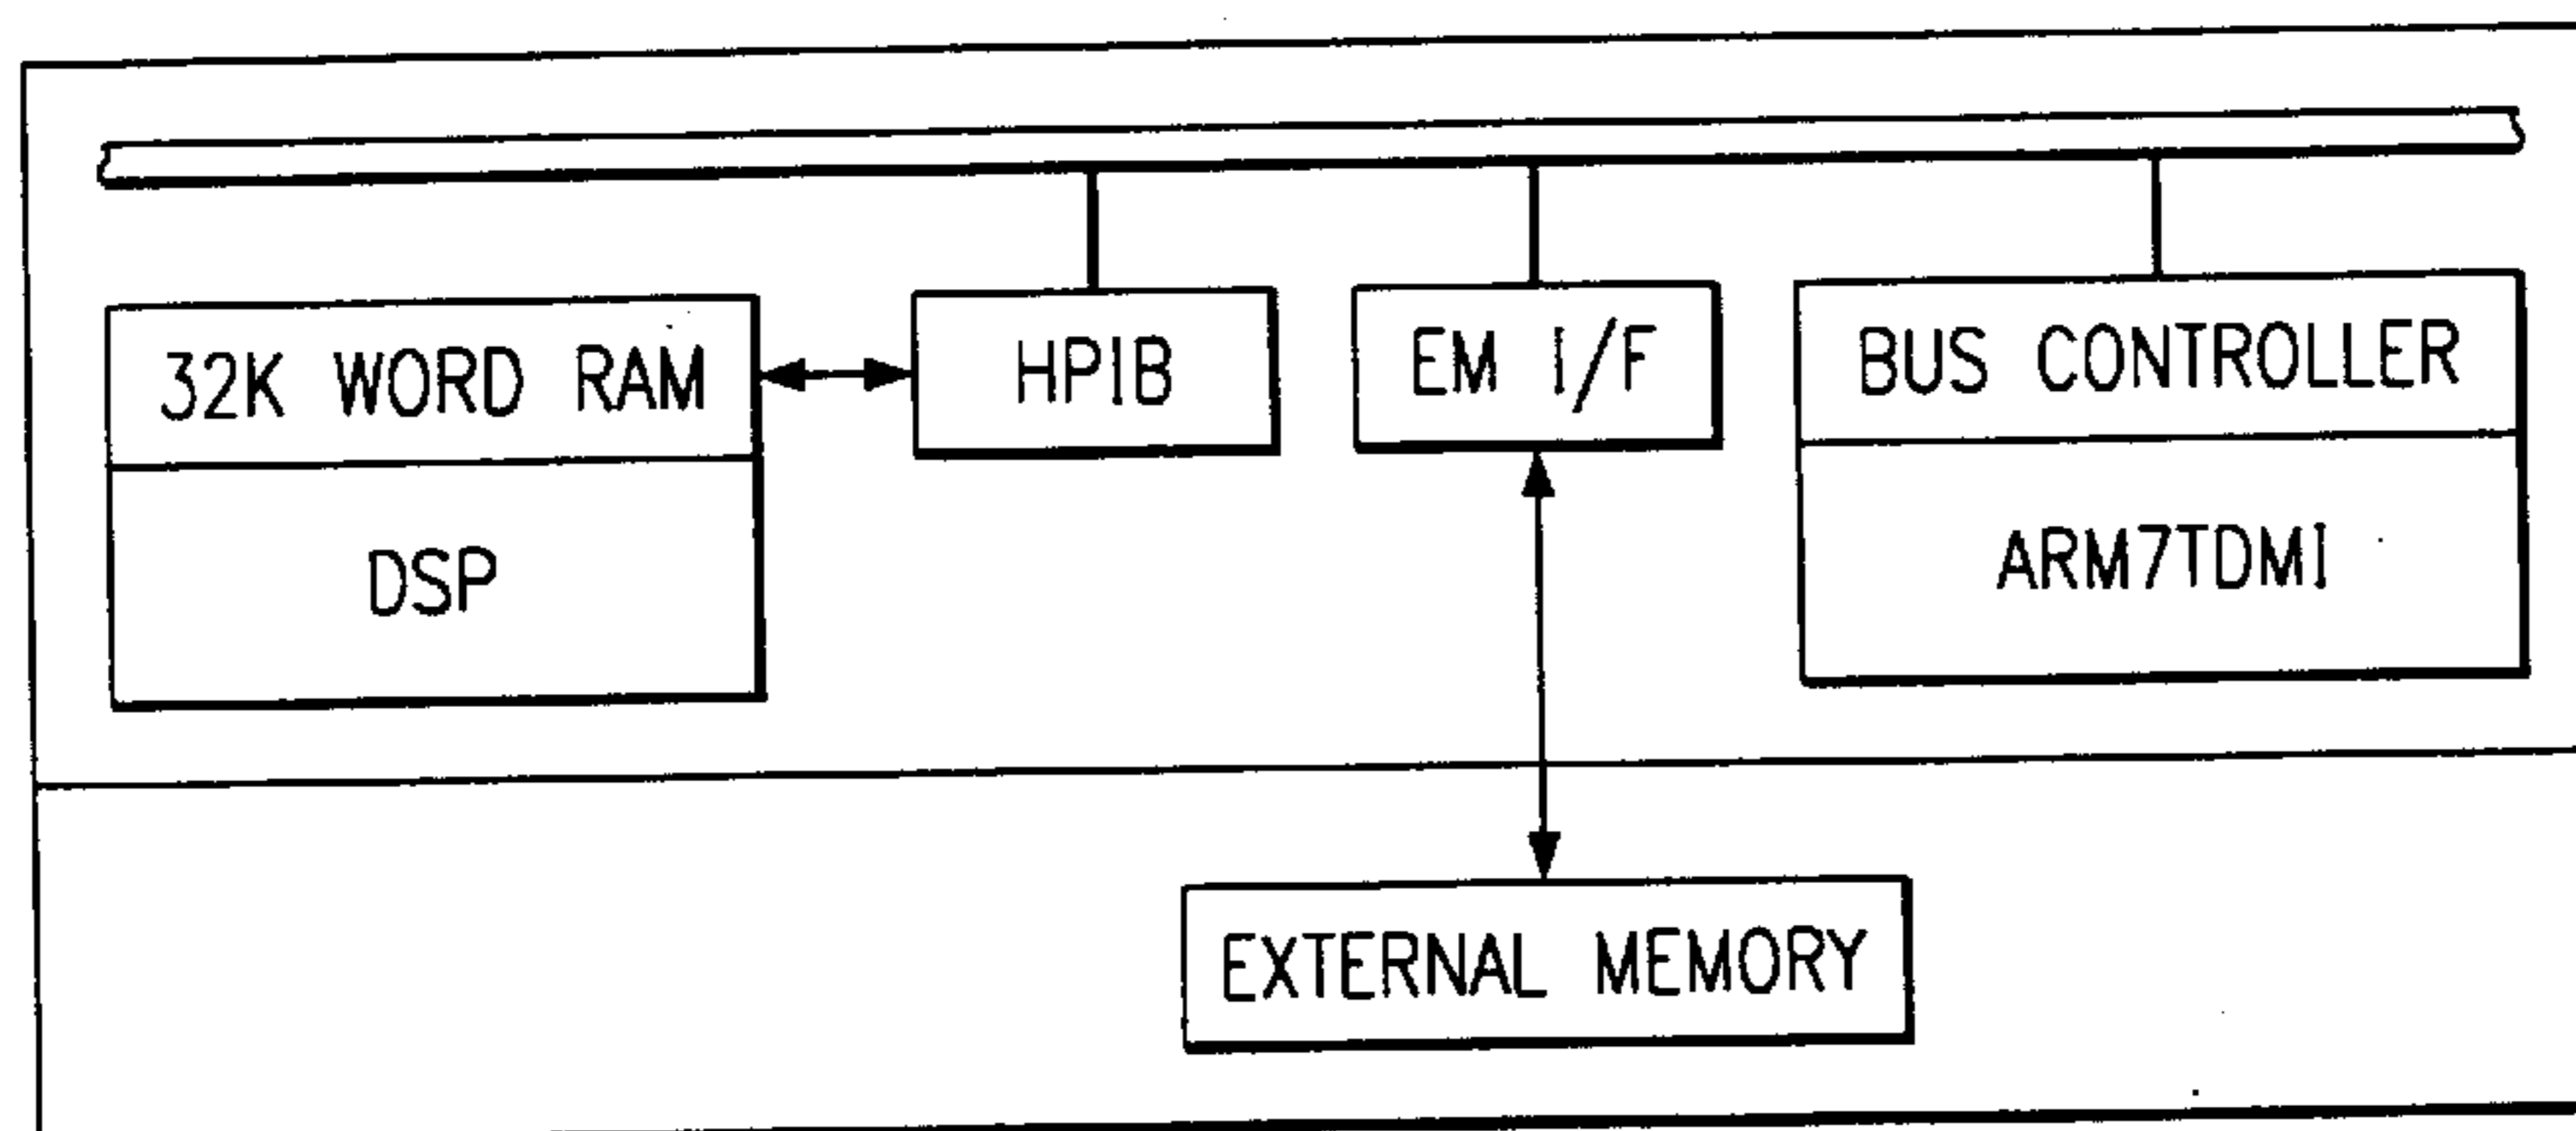 32K WORD RAM
HPIB
EM I/F
BUS CONTROLLER
DSP
ARM7TDMI
EXTERNAL MEMORY